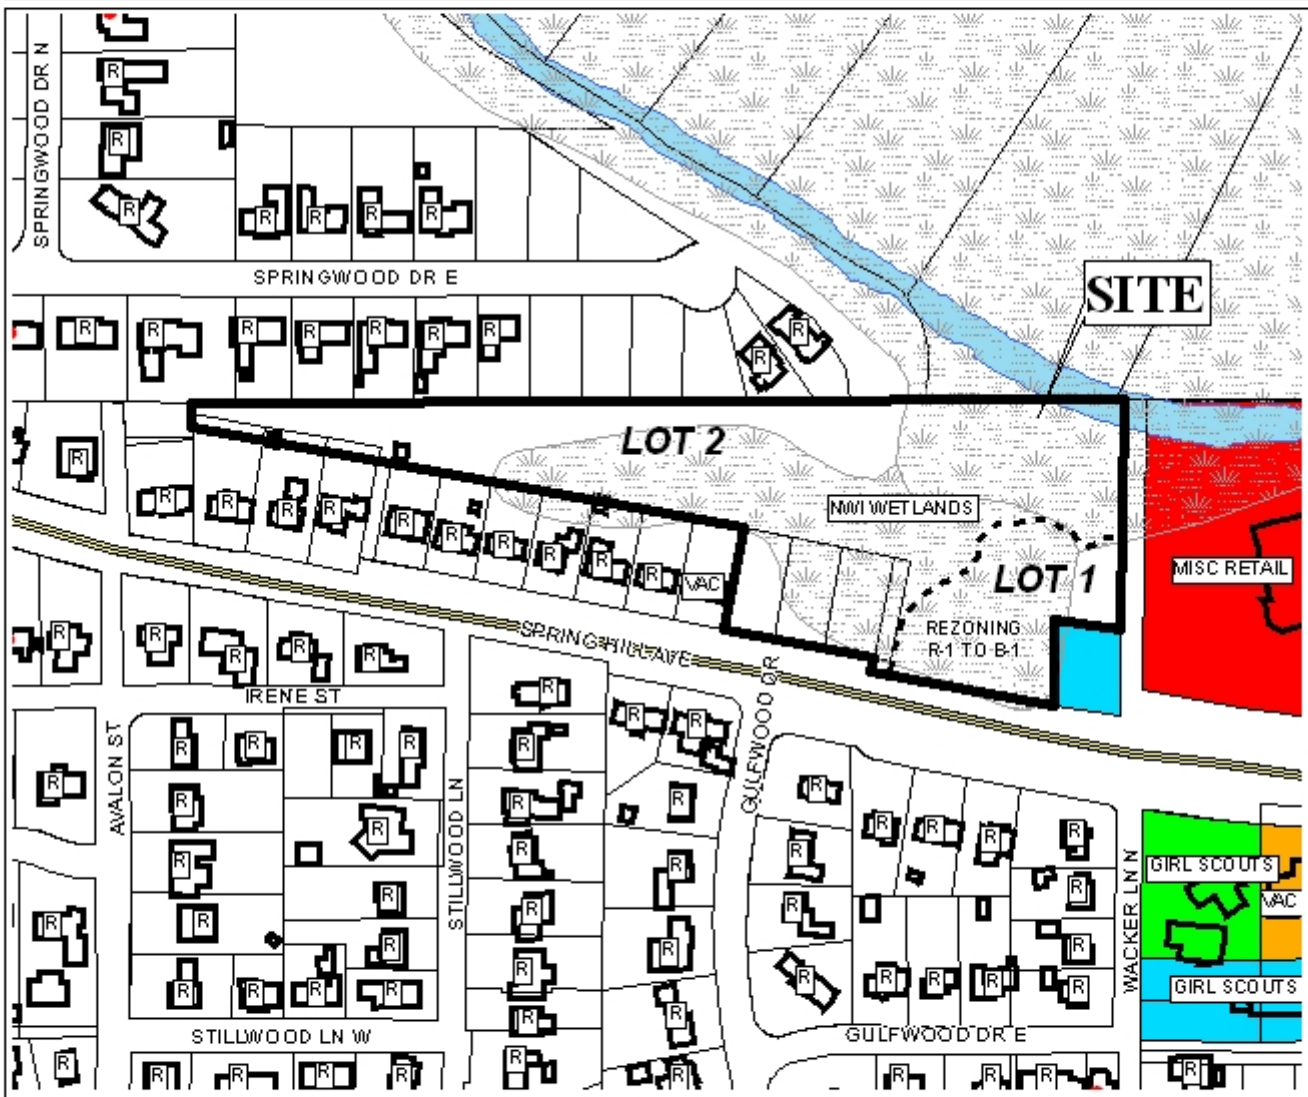 SPRINGWOOD DR N
R
R
R
R
R
R
R
SPRINGWOOD DR E
SITE
R
R
R
R
R
R
R
R
R
R
LOT 2
R
R
R
R
R
R
R
R
R
R
R
VAC
NWI WETLANDS
LOT 1
REZONING
R-1 TO B-1
MISC RETAIL
SPRING HILL AVE
R
R
R
R
R
IRENE ST
R
R
R
GULFWOOD DR
AVALON ST
R
R
R
R
R
R
R
R
R
R
R
STILLWOOD LN
R
R
R
R
R
R
R
R
R
GIRL SCOUTS
R
R
R
R
R
VAC
R
R
R
R
R
WACKER LN N
R
R
R
R
R
R
R
R
R
R
GIRL SCOUTS
R
R
STILLWOOD LN W
GULFWOOD DR E
R
R
R
R
R
R
R
R
R
R
R